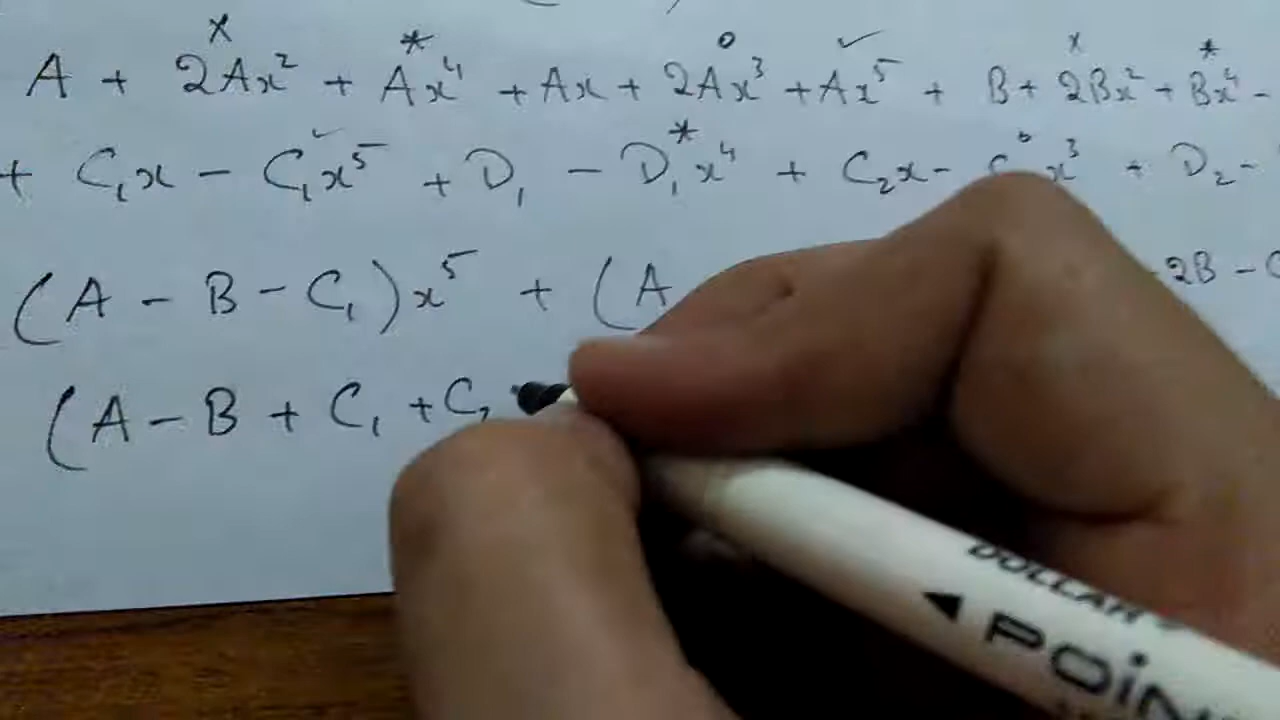 A + 2Ax² + Ax⁴ + Ax + 2Ax³ + Ax⁵ + B + 2Bx² + Bx⁴ -
+ C₁x - C₁x⁵ + D₁ - D₁x⁴ + C₂x - x³ + D₂ -
(A - B - C₁)x⁵ + (A 2B -
(A - B + C₁ + C₂
DOLLAR
POiN